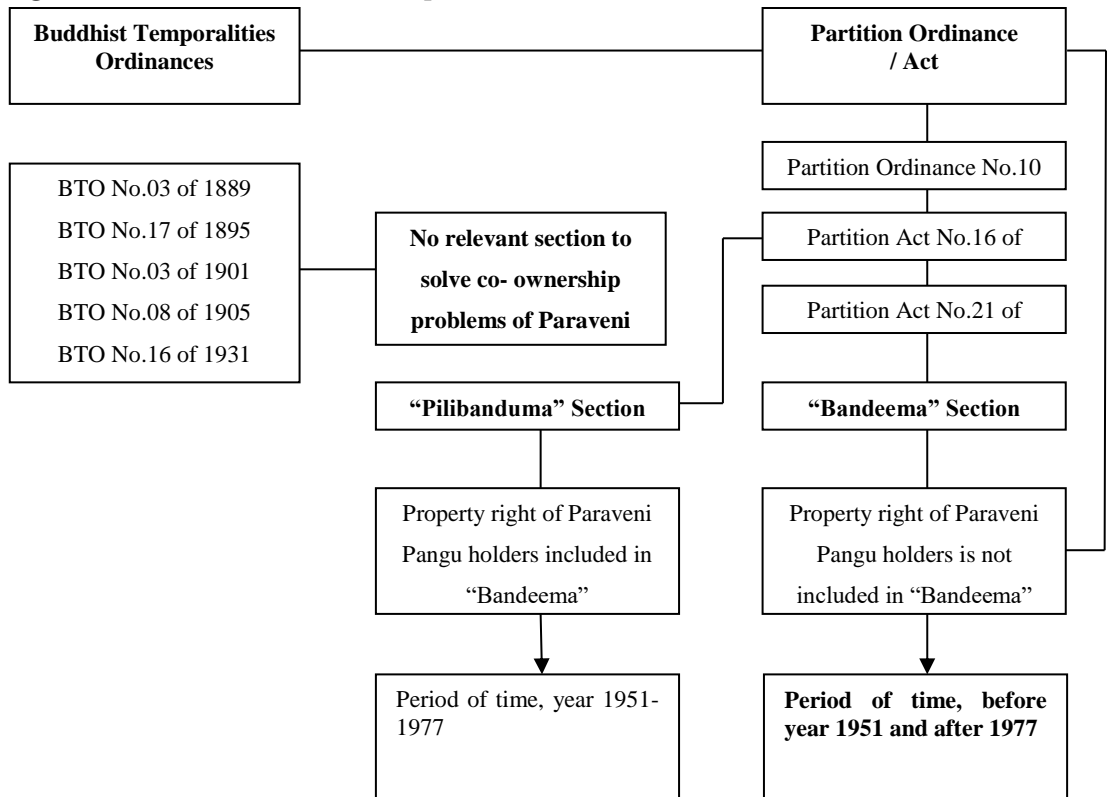 Buddhist Temporalities
Ordinances
Partition Ordinance
/ Act
Partition Ordinance No.10
BTO No.03 of 1889
BTO No.17 of 1895
BTO No.03 of 1901
BTO No.08 of 1905
BTO No.16 of 1931
No relevant section to
solve co- ownership
problems of Paraveni
Partition Act No.16 of
Partition Act No.21 of
“Pilibanduma” Section
“Bandeema” Section
Property right of Paraveni
Pangu holders included in
“Bandeema”
Property right of Paraveni
Pangu holders is not
included in “Bandeema”
Period of time, year 1951-
1977
Period of time, before
year 1951 and after 1977